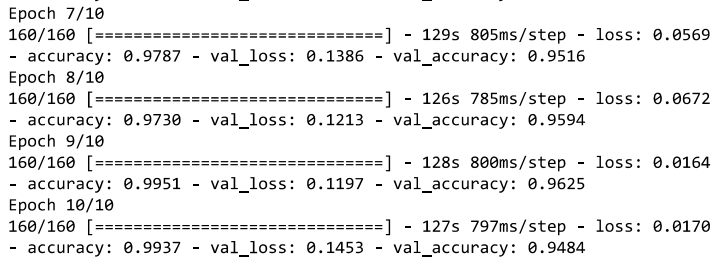 Epoch 7/10
160/160 [==============================] - 129s 805ms/step - loss: 0.0569
- accuracy: 0.9787 - val_loss: 0.1386 - val_accuracy: 0.9516
Epoch 8/10
160/160 [==============================] - 126s 785ms/step - loss: 0.0672
- accuracy: 0.9730 - val_loss: 0.1213 - val_accuracy: 0.9594
Epoch 9/10
160/160 [==============================] - 128s 800ms/step - loss: 0.0164
- accuracy: 0.9951 - val_loss: 0.1197 - val_accuracy: 0.9625
Epoch 10/10
160/160 [==============================] - 127s 797ms/step - loss: 0.0170
- accuracy: 0.9937 - val_loss: 0.1453 - val_accuracy: 0.9484